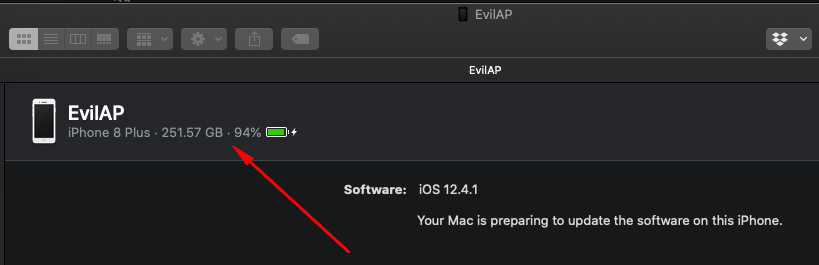 EvilAP
EvilAP
EvilAP
iPhone 8 Plus · 251.57 GB · 94%
Software: iOS 12.4.1
Your Mac is preparing to update the software on this iPhone.